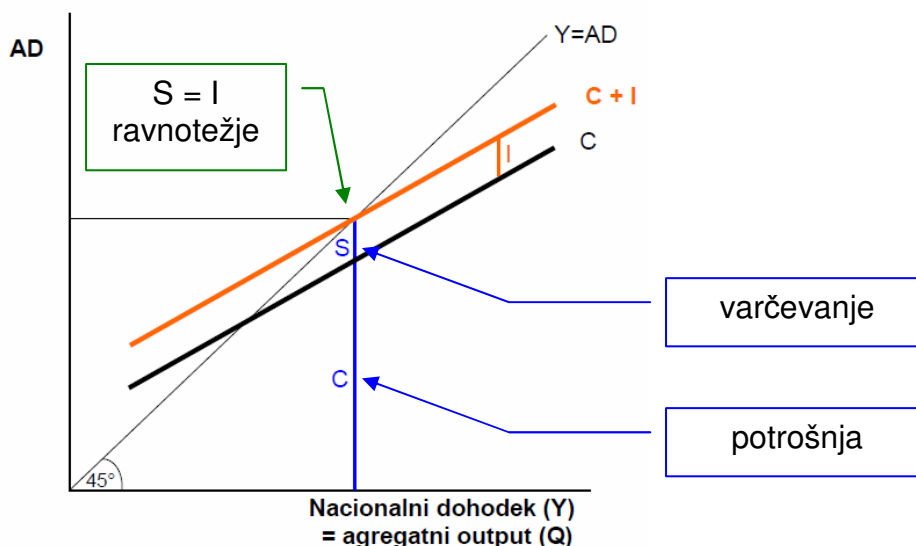 AD
Y=AD
S = I
ravnotežje
C + I
C
I
S
varčevanje
C
potrošnja
45°
Nacionalni dohodek (Y)
= agregatni output (Q)